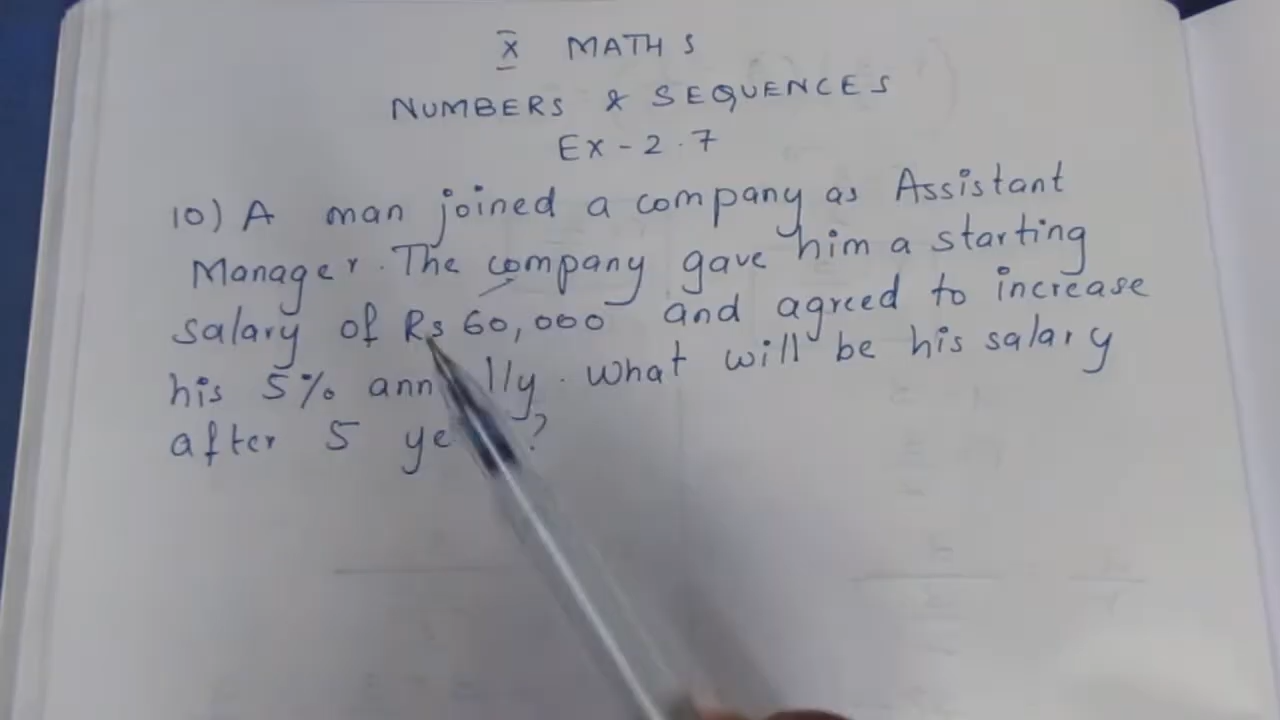 X MATHS
NUMBERS & SEQUENCES
Ex - 2.7
10) A man joined a company as Assistant
Manager. The company gave him a starting
salary of Rs 60,000 and agreed to increase
his 5% . What will be his salary
after 5 ?